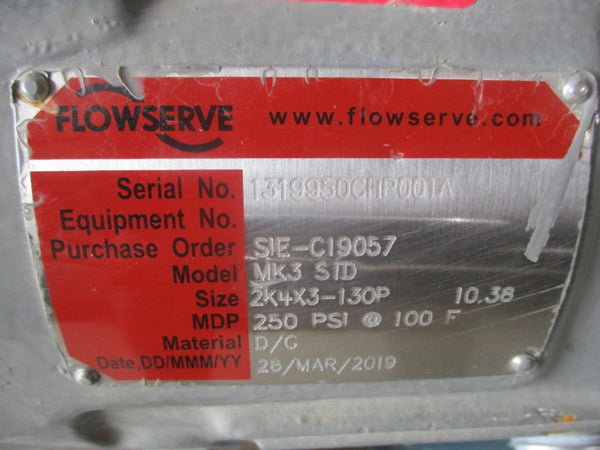 FLOWSERVE www.flowserve.com
Serial No. 1319950CHP001A
Equipment No.
Purchase Order SIE-C19057
Model MK3 STD
Size 2K4X3-130P 10.38
MDP 250 PSI @ 100 F
Material D/C
Date,DD/MMM/YY 28/MAR/2019